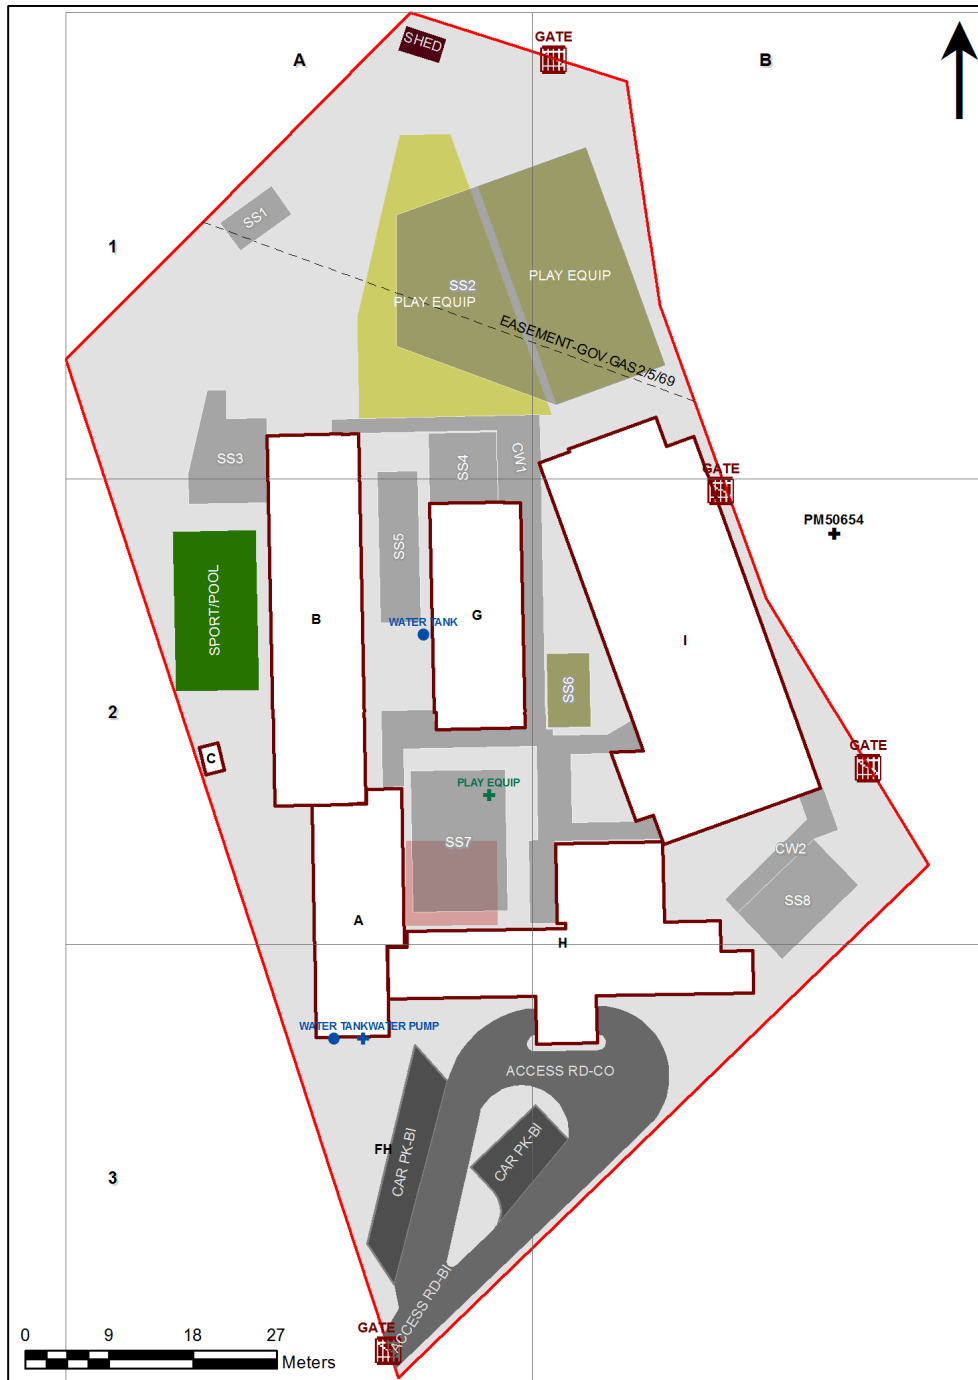 SHED
GATE
A
B
SS1
1
SS2
PLAY EQUIP
PLAY EQUIP
EASEMENT-GOV.GAS2/5/69
SS3
SS4
CW1
GATE
PM50654
SS5
SPORT/POOL
B
WATER TANK
G
I
SS6
2
C
GATE
PLAY EQUIP
SS7
CW2
SS8
A
H
WATER TANK
WATER PUMP
ACCESS RD-CO
FH
CAR PK-BI
CAR PK-BI
3
ACCESS RD-BI
GATE
0 9 18 27
Meters